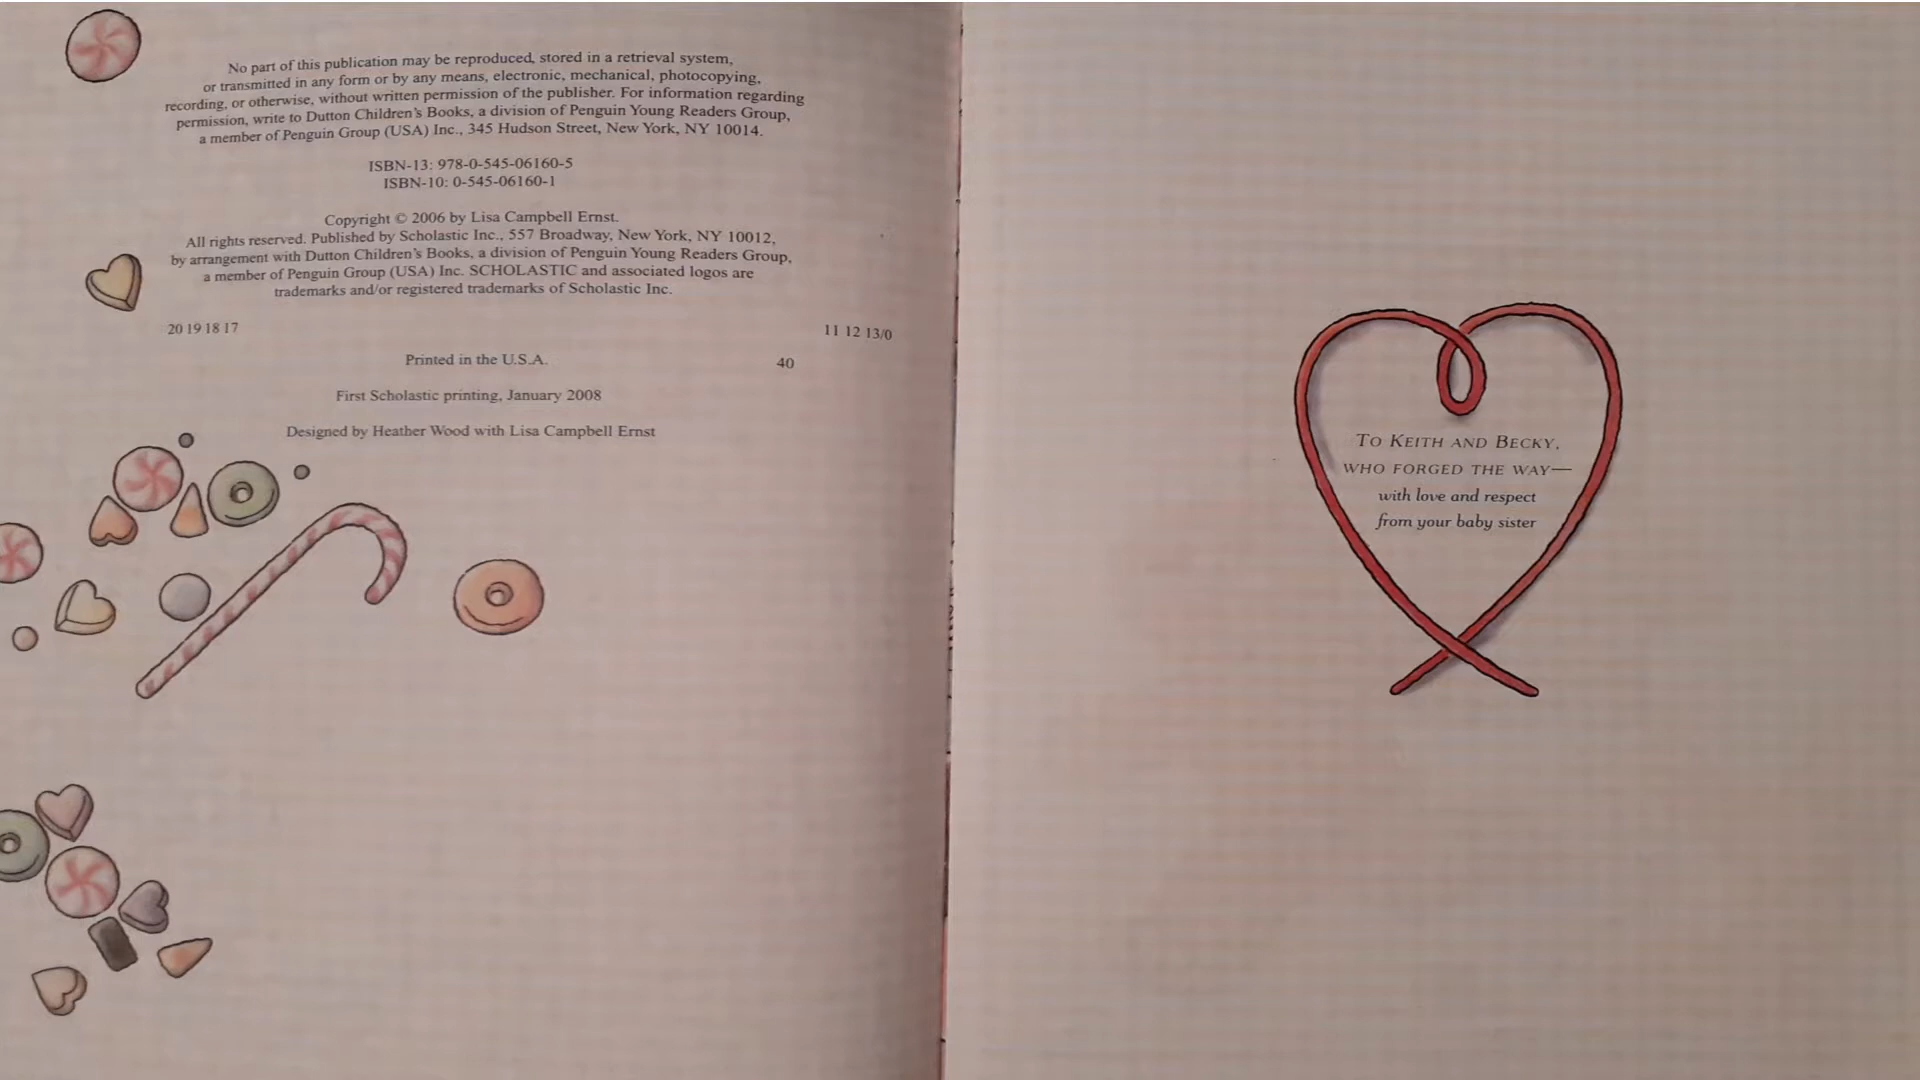 No part of this publication may be reproduced, stored in a retrieval system,
or transmitted in any form or by any means, electronic, mechanical, photocopying,
recording, or otherwise, without written permission of the publisher. For information regarding
permission, write to Dutton Children's Books, a division of Penguin Young Readers Group,
a member of Penguin Group (USA) Inc., 345 Hudson Street, New York, NY 10014.
ISBN-13: 978-0-545-06160-5
ISBN-10: 0-545-06160-1
Copyright © 2006 by Lisa Campbell Ernst.
All rights reserved. Published by Scholastic Inc., 557 Broadway, New York, NY 10012,
by arrangement with Dutton Children's Books, a division of Penguin Young Readers Group,
a member of Penguin Group (USA) Inc. SCHOLASTIC and associated logos are
trademarks and/or registered trademarks of Scholastic Inc.
20 19 18 17 11 12 13/0
Printed in the U.S.A. 40
First Scholastic printing, January 2008
Designed by Heather Wood with Lisa Campbell Ernst
TO KEITH AND BECKY,
WHO FORGED THE WAY—
with love and respect
from your baby sister